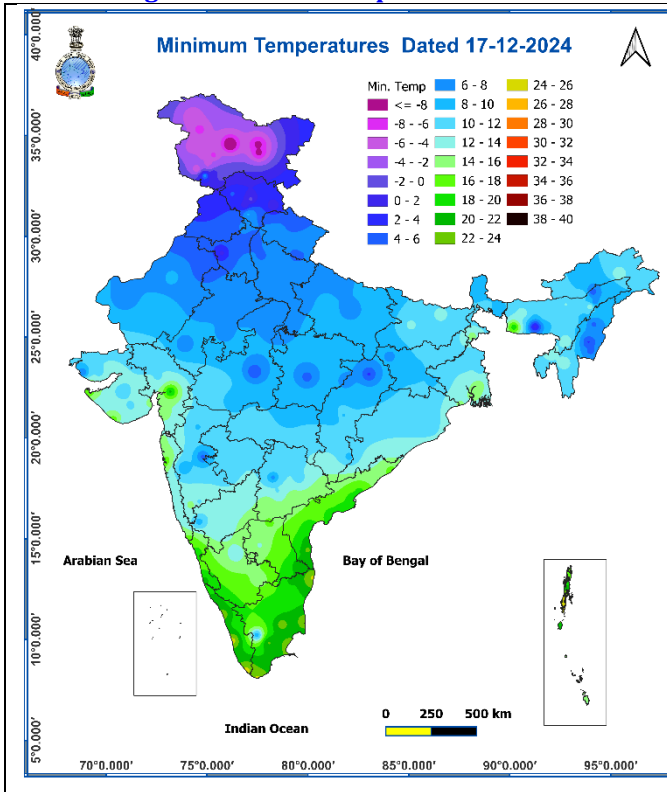 Minimum Temperatures Dated 17-12-2024
Min. Temp
<= -8
-8 - -6
-6 - -4
-4 - -2
-2 - 0
0 - 2
2 - 4
4 - 6
6 - 8
8 - 10
10 - 12
12 - 14
14 - 16
16 - 18
18 - 20
20 - 22
22 - 24
24 - 26
26 - 28
28 - 30
30 - 32
32 - 34
34 - 36
36 - 38
38 - 40
40°0.000'
35°0.000'
30°0.000'
25°0.000'
20°0.000'
15°0.000'
10°0.000'
5°0.000'
Arabian Sea
Bay of Bengal
Indian Ocean
0 250 500 km
70°0.000' 75°0.000' 80°0.000' 85°0.000' 90°0.000' 95°0.000'